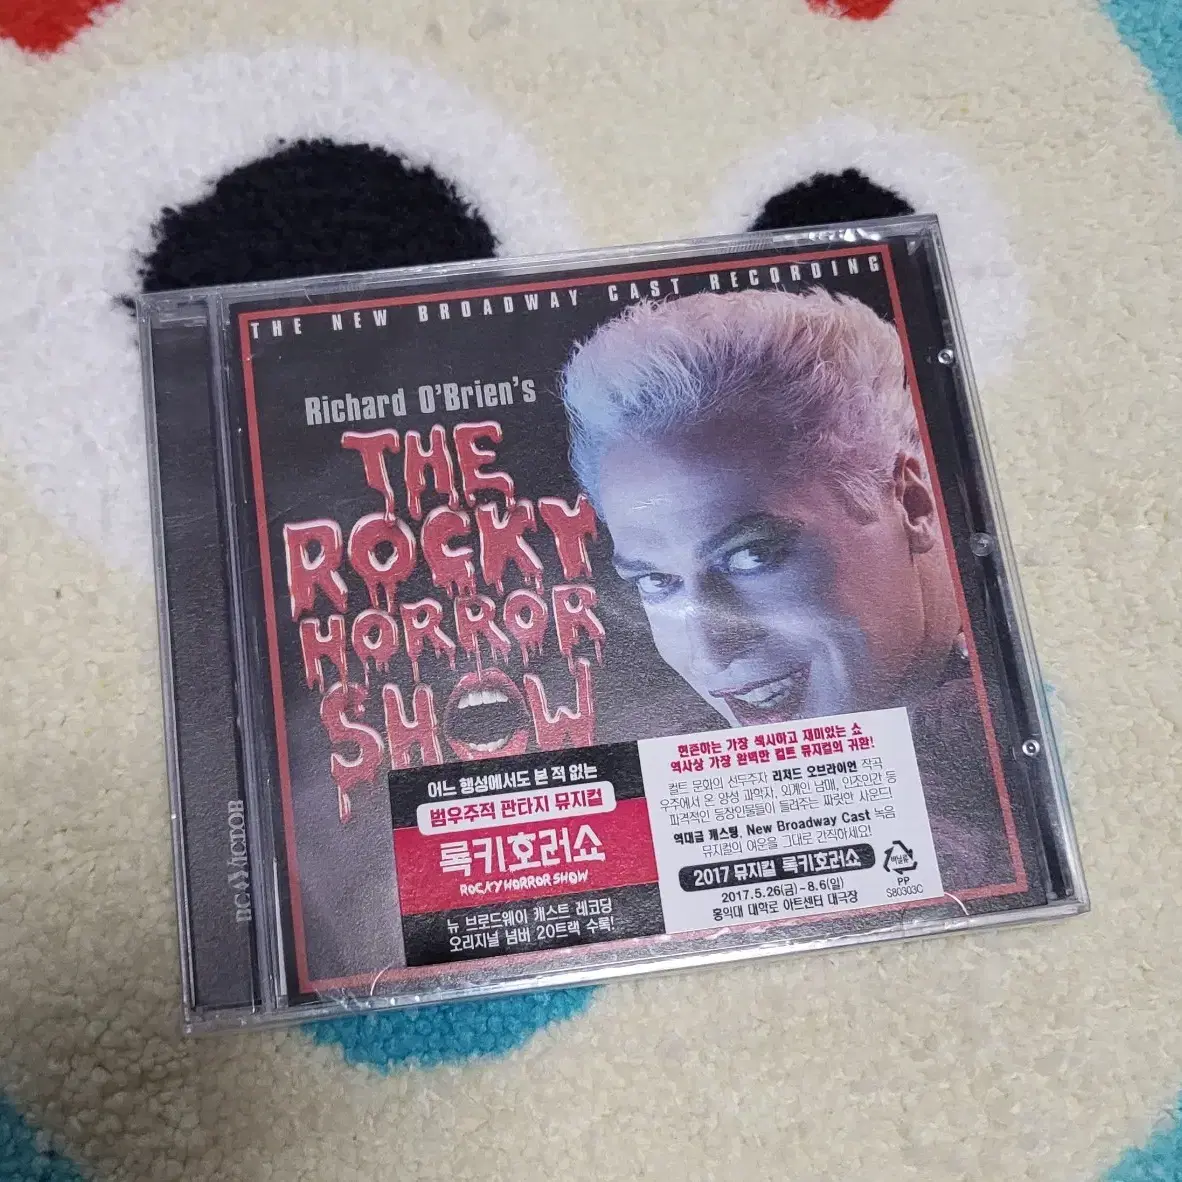 THE NEW BROADWAY CAST RECORDING
Richard O'Brien's
THE
ROCKY
HORROR
SHOW
어느 행성에서도 본 적 없는
범우주적 판타지 뮤지컬
록키호러쇼
ROCKY HORROR SHOW
뉴 브로드웨이 캐스트 레코딩
오리지널 넘버 20트랙 수록!
현존하는 가장 섹시하고 재미있는 쇼
역사상 가장 완벽한 컬트 뮤지컬의 귀환!
컬트 문화의 선두주자 리처드 오브라이언 작곡
우주에서 온 양성 과학자, 외계인 남매, 인조인간 등
파격적인 등장인물들이 들려주는 짜릿한 사운드!
역대급 캐스팅, New Broadway Cast 녹음
뮤지컬의 여운을 그대로 간직하세요!
2017 뮤지컬 록키호러쇼
2017.5.26(금)~8.6(일)
홍익대 대학로 아트센터 대극장
비닐류
PP
S80303C
BCA VICTOR